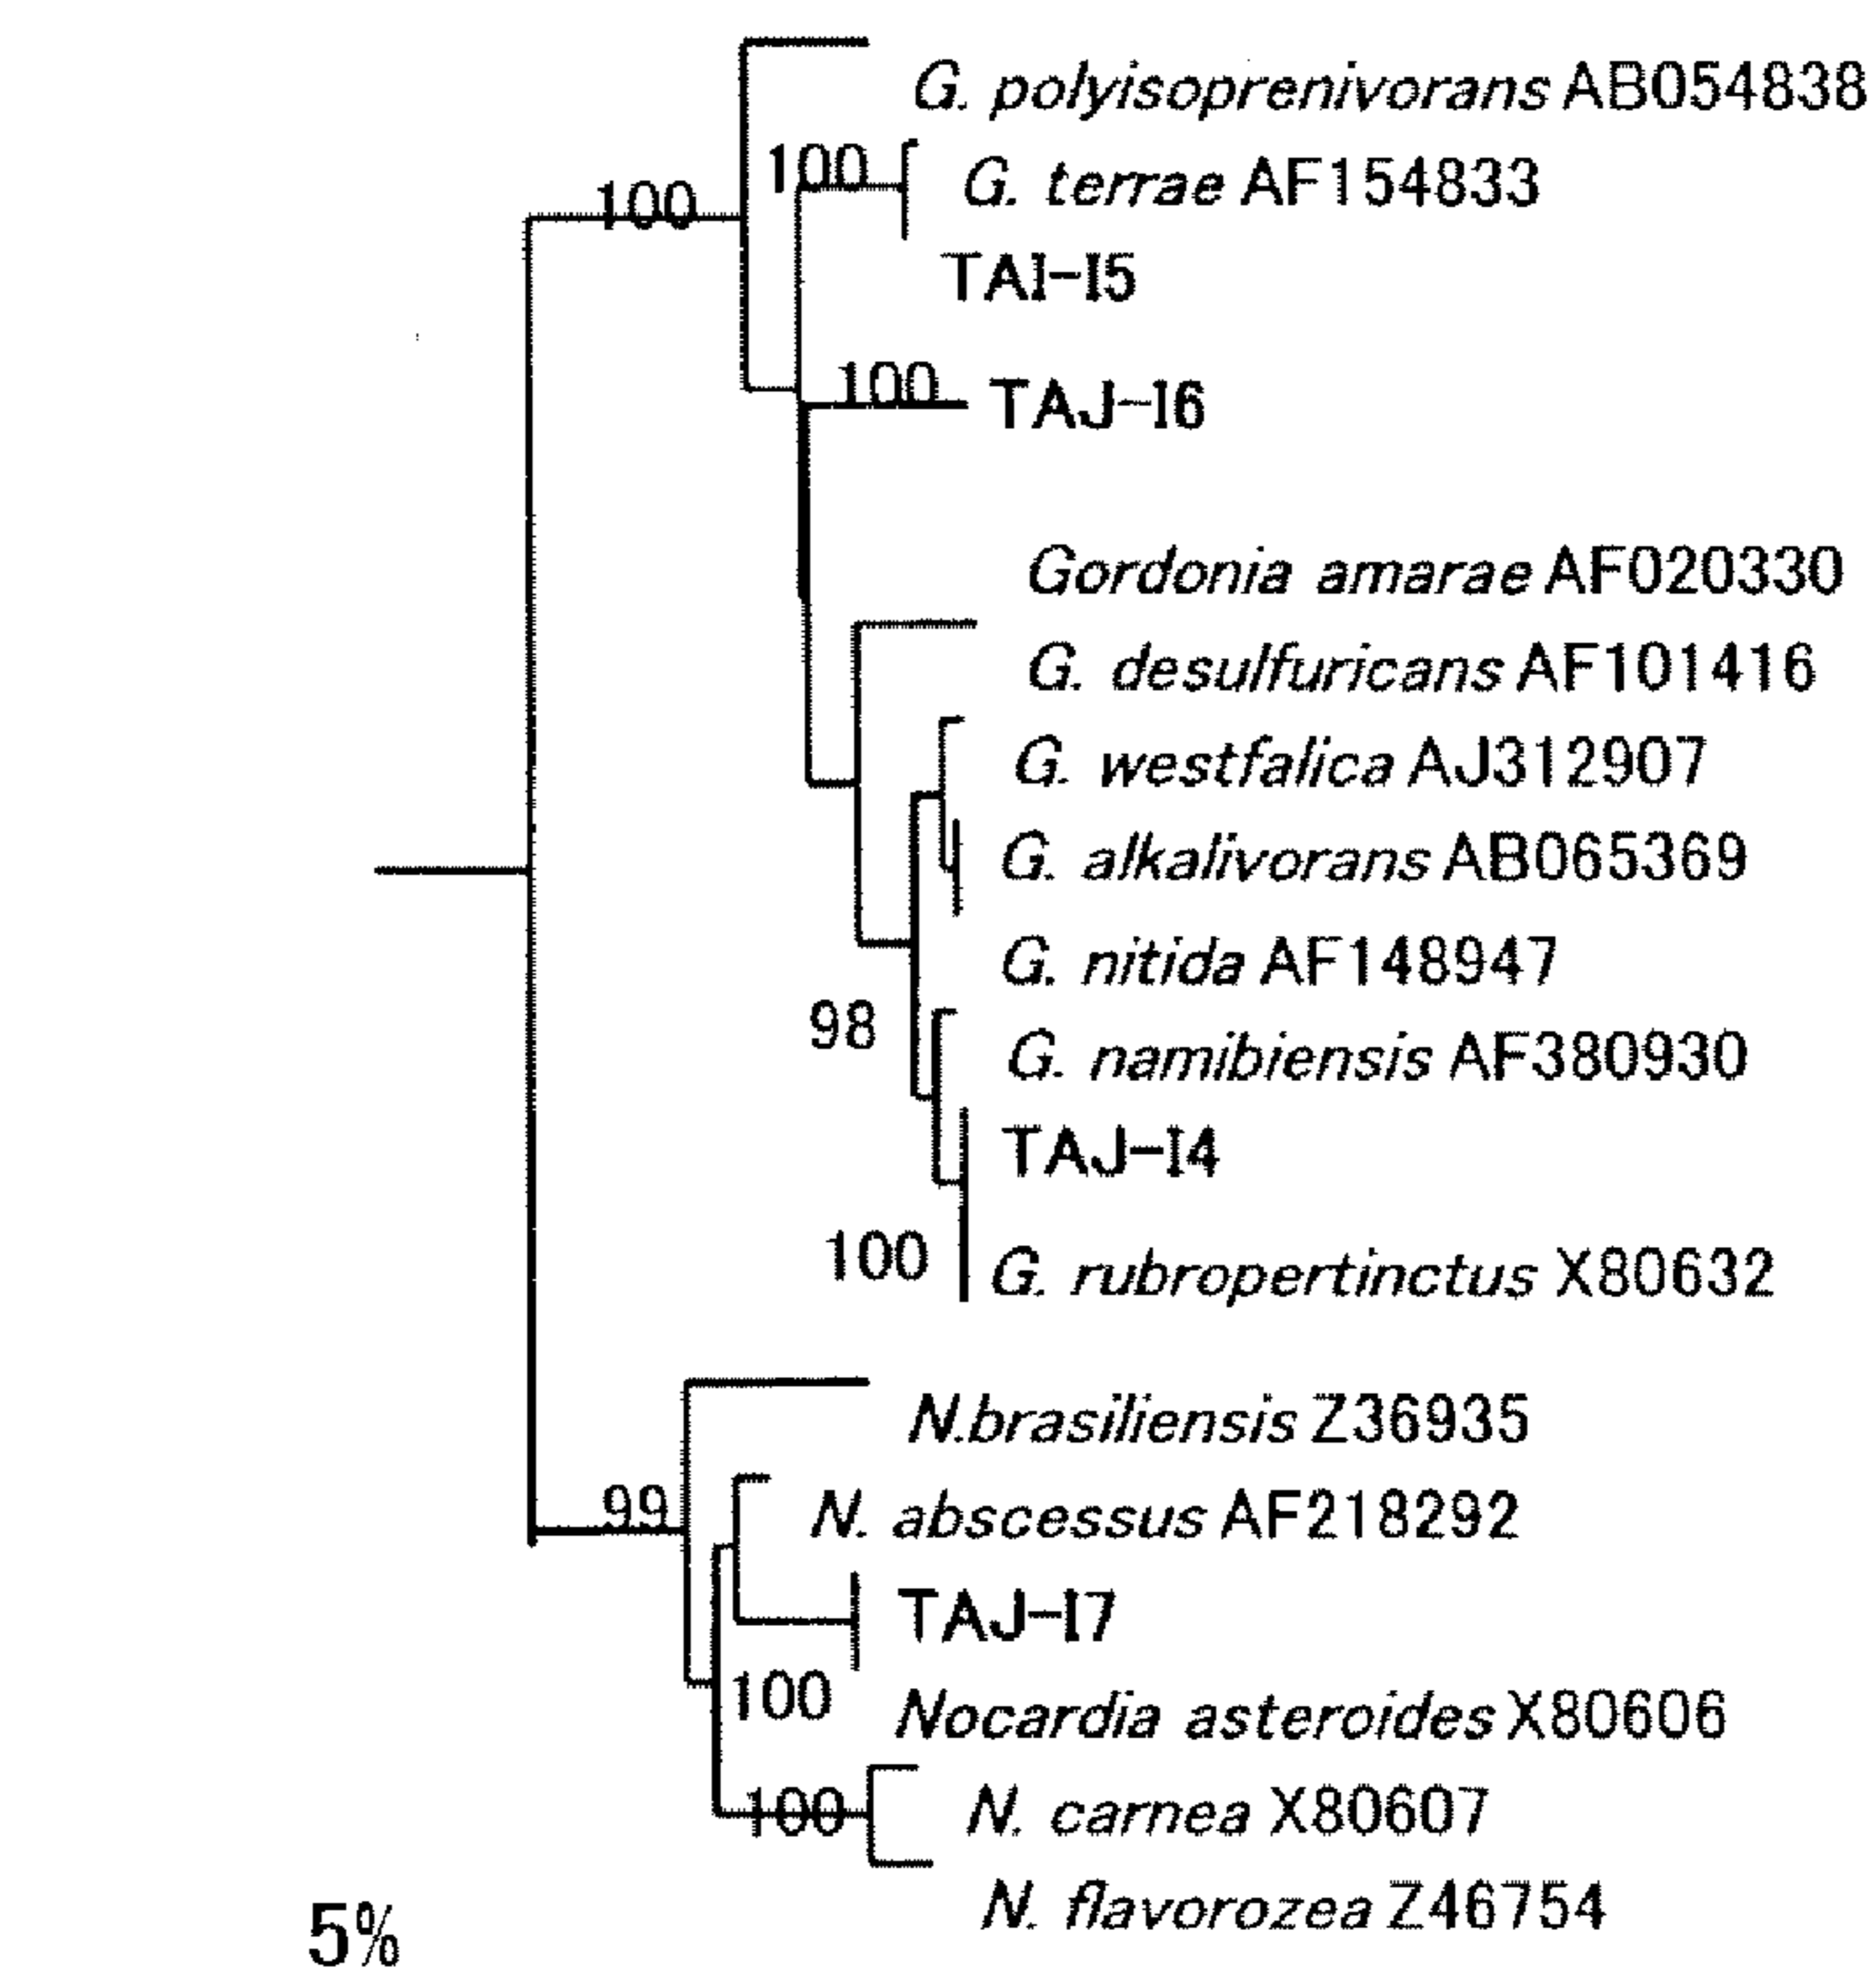 G. polyisoprenivorans AB054838
100
G. terrae AF154833
100
TAI-I5
100
TAJ-I6
Gordonia amarae AF020330
G. desulfuricans AF101416
G. westfalica AJ312907
G. alkalivorans AB065369
G. nitida AF148947
98
G. namibiensis AF380930
TAJ-I4
100
G. rubropertinctus X80632
N.brasiliensis Z36935
99
N. abscessus AF218292
TAJ-I7
100
Nocardia asteroides X80606
100
N. carnea X80607
N. flavorozea Z46754
5%